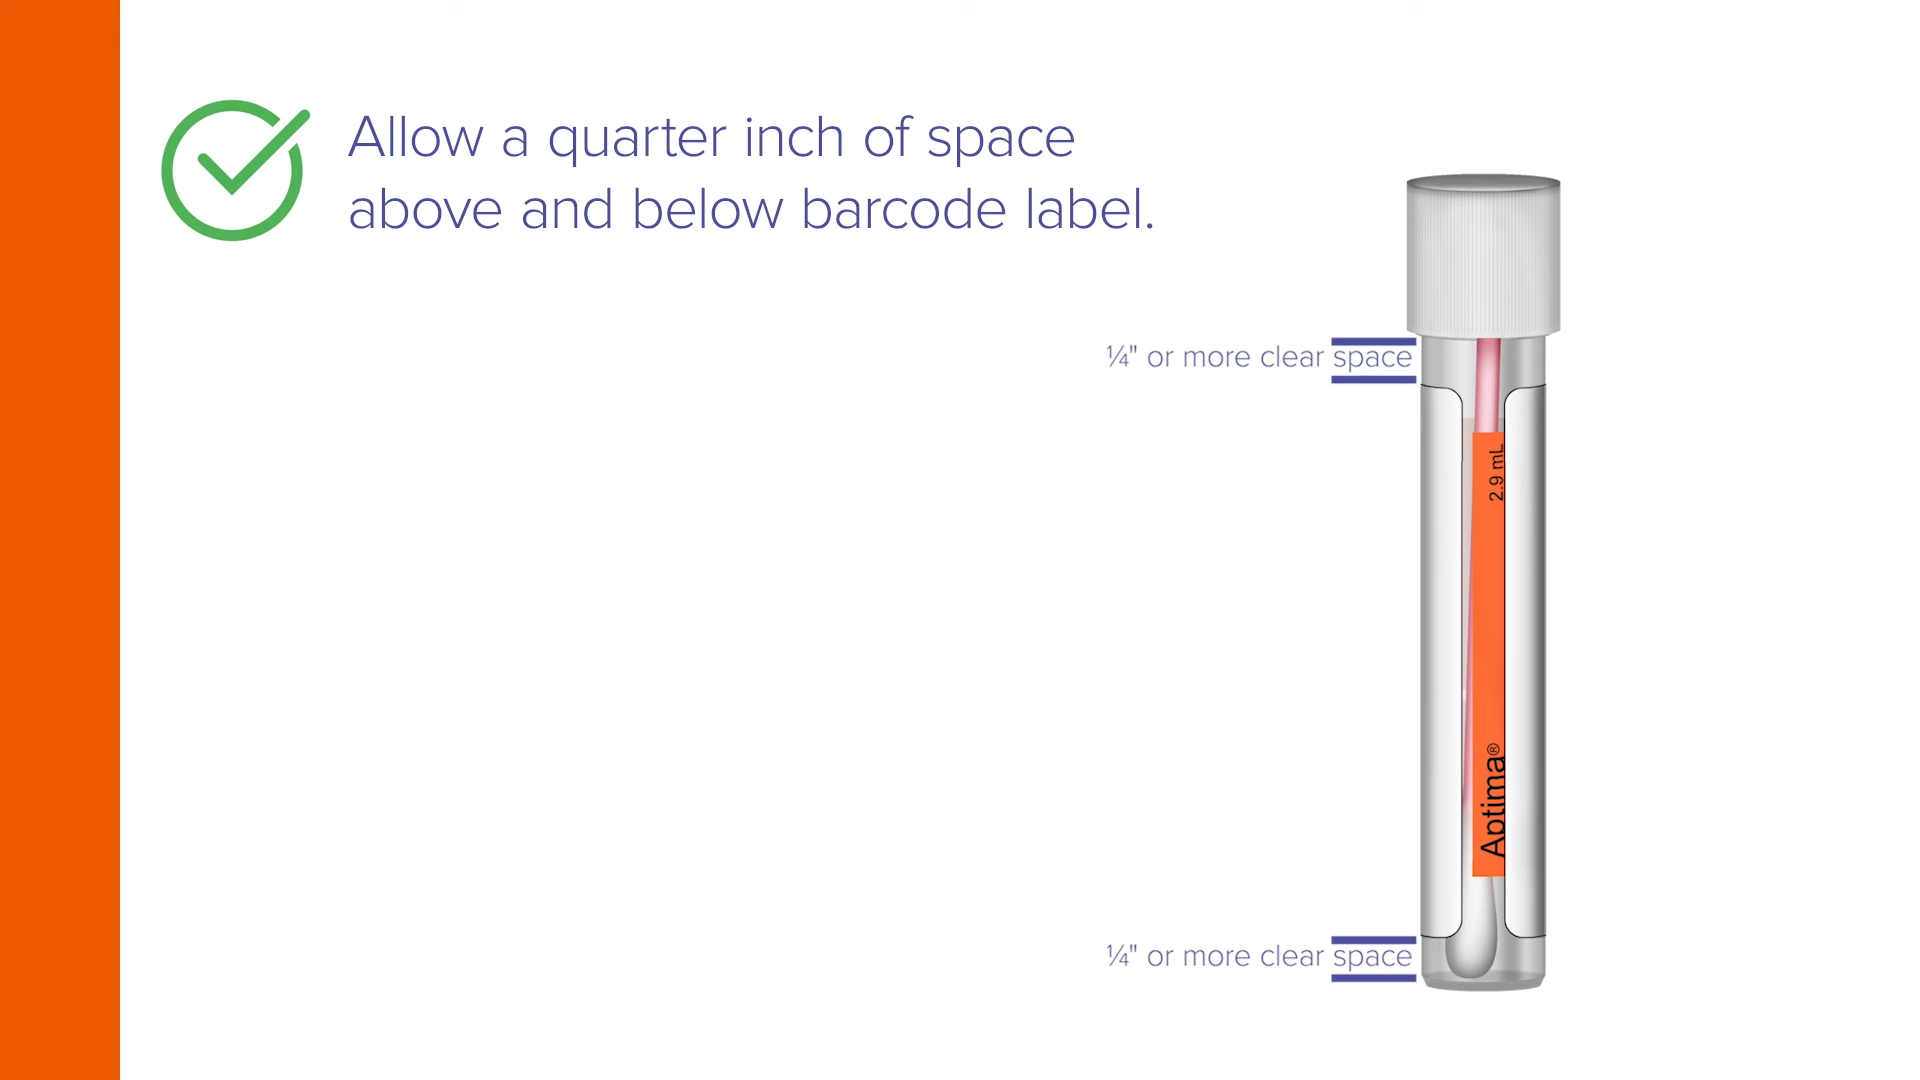 Allow a quarter inch of space
above and below barcode label.
¼" or more clear space
2.9 mL
Aptima®
¼" or more clear space